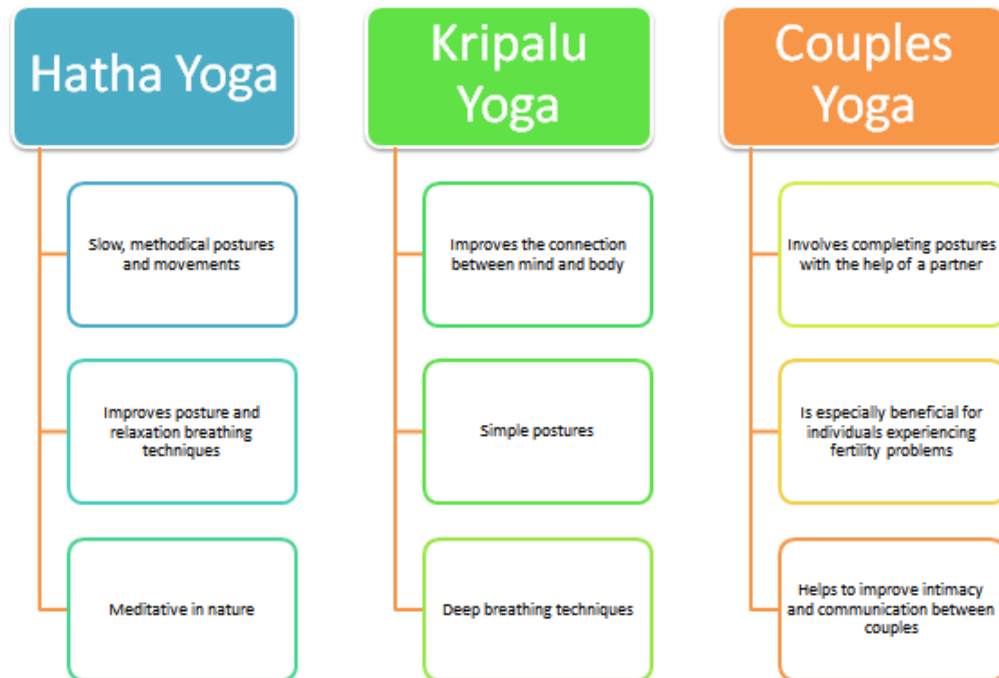 Hatha Yoga
Slow, methodical postures
and movements
Improves posture and
relaxation breathing
techniques
Meditative in nature
Kripalu
Yoga
Improves the connection
between mind and body
Simple postures
Deep breathing techniques
Couples
Yoga
Involves completing postures
with the help of a partner
Is especially beneficial for
individuals experiencing
fertility problems
Helps to improve intimacy
and communication between
couples